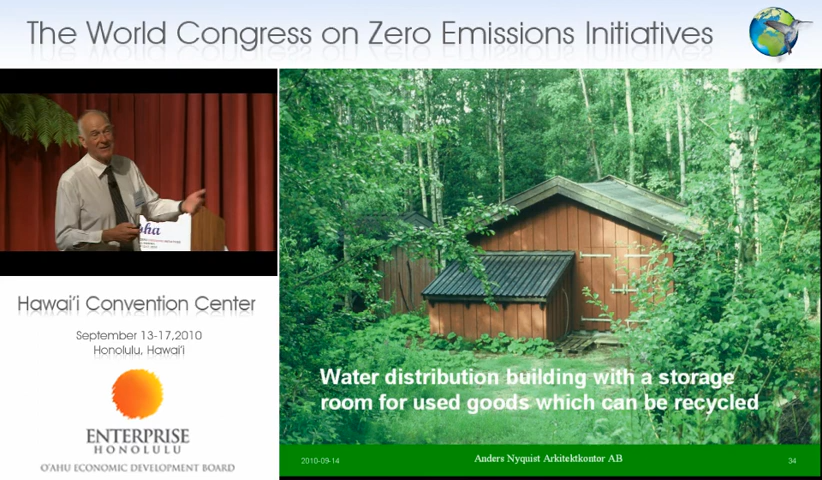 The World Congress on Zero Emissions Initiatives
Hawai'i Convention Center
September 13-17,2010
Honolulu, Hawai'i
ENTERPRISE
HONOLULU
O'AHU ECONOMIC DEVELOPMENT BOARD
Water distribution building with a storage
room for used goods which can be recycled
2010-09-14
Anders Nyquist Arkitektkontor AB
34